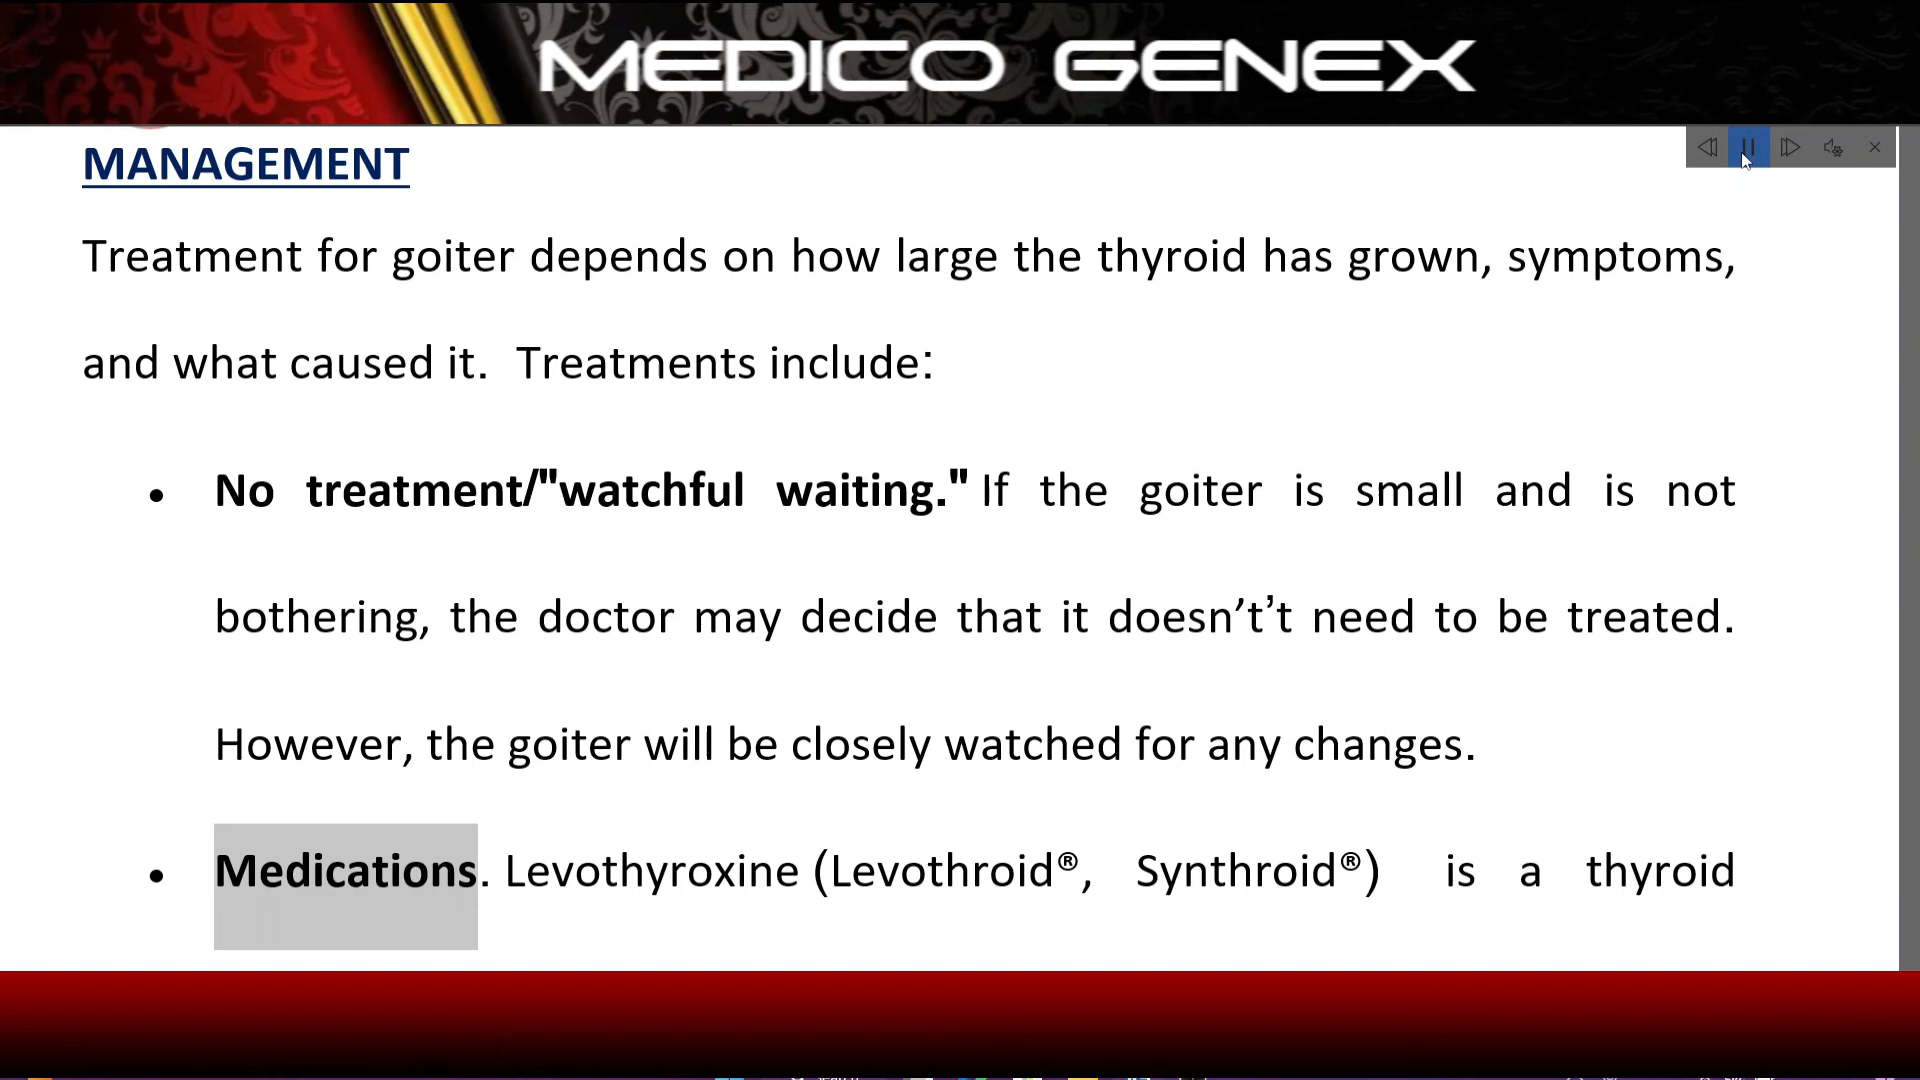 MEDICO GENEX
MANAGEMENT
Treatment for goiter depends on how large the thyroid has grown, symptoms,
and what caused it. Treatments include:
• No treatment/"watchful waiting." If the goiter is small and is not
bothering, the doctor may decide that it doesn’t’t need to be treated.
However, the goiter will be closely watched for any changes.
• Medications. Levothyroxine (Levothroid®, Synthroid®) is a thyroid